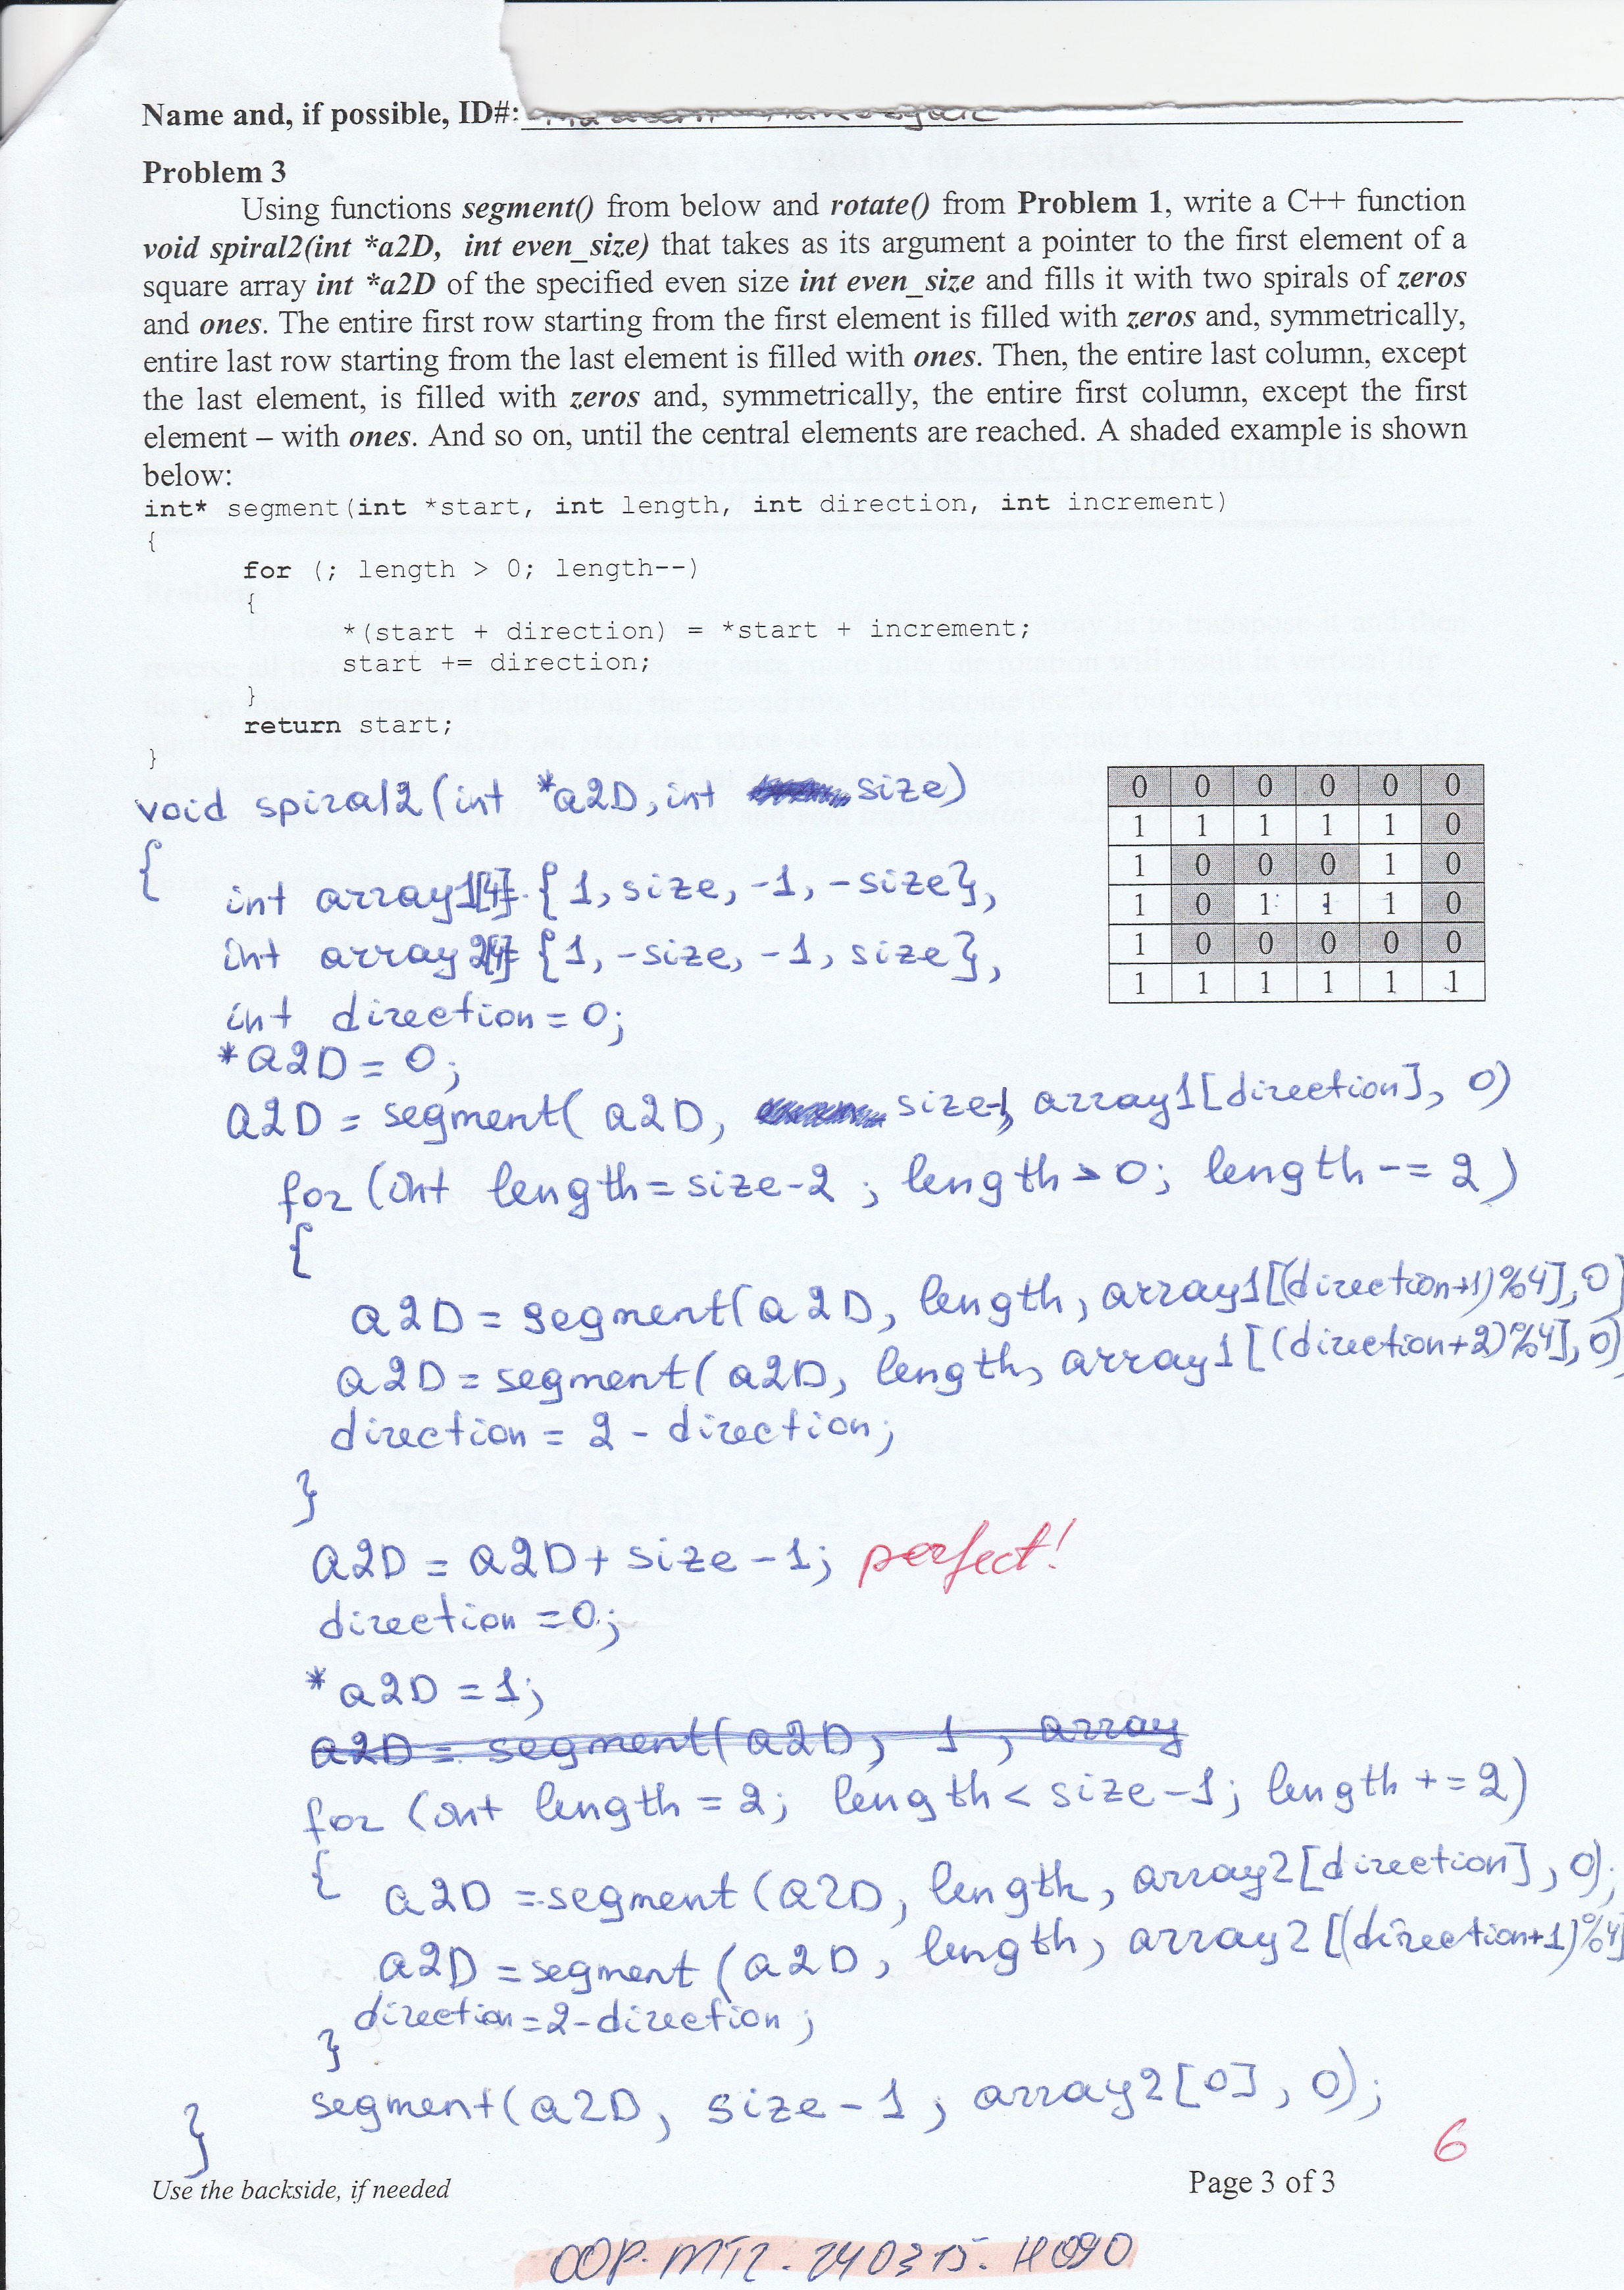 Name and, if possible, ID#:
Problem 3
Using functions segment() from below and rotate() from Problem 1, write a C++ function
void spiral2(int *a2D, int even_size) that takes as its argument a pointer to the first element of a
square array int *a2D of the specified even size int even_size and fills it with two spirals of zeros
and ones. The entire first row starting from the first element is filled with zeros and, symmetrically,
entire last row starting from the last element is filled with ones. Then, the entire last column, except
the last element, is filled with zeros and, symmetrically, the entire first column, except the first
element – with ones. And so on, until the central elements are reached. A shaded example is shown
below:
int* segment(int *start, int length, int direction, int increment)
{
for (; length > 0; length--)
{
*(start + direction) = *start + increment;
start += direction;
}
return start;
}
0 0 0 0 0 0
1 1 1 1 1 0
1 0 0 0 1 0
1 0 1 1 1 0
1 0 0 0 0 0
1 1 1 1 1 1
void spiral2(int *a2D, int size)
{
int array1[4]= {1, size, -1, -size},
int array2[4]= {1, -size, -1, size},
int direction = 0;
*a2D = 0;
a2D = segment( a2D, size-1, array1[direction], 0)
for (int length = size-2 ; length > 0; length -= 2)
{
a2D = segment(a2D, length, array1[(direction+1)%4], 0)
a2D = segment( a2D, length, array1[(direction+2)%4], 0)
direction = 2 - direction;
}
a2D = a2D + size - 1; perfect!
direction = 0;
*a2D = 1;
a2D = segment( a2D, 1, array
for (int length = 2; length < size-1; length += 2)
{ a2D = segment (a2D, length, array2[direction], 0);
a2D = segment (a2D, length, array2[(direction+1)%4]
direction = 2 - direction;
}
segment( a2D, size - 1, array2[0], 0);
}
6
Use the backside, if needed
Page 3 of 3
OOP. MT2. 240315. H090